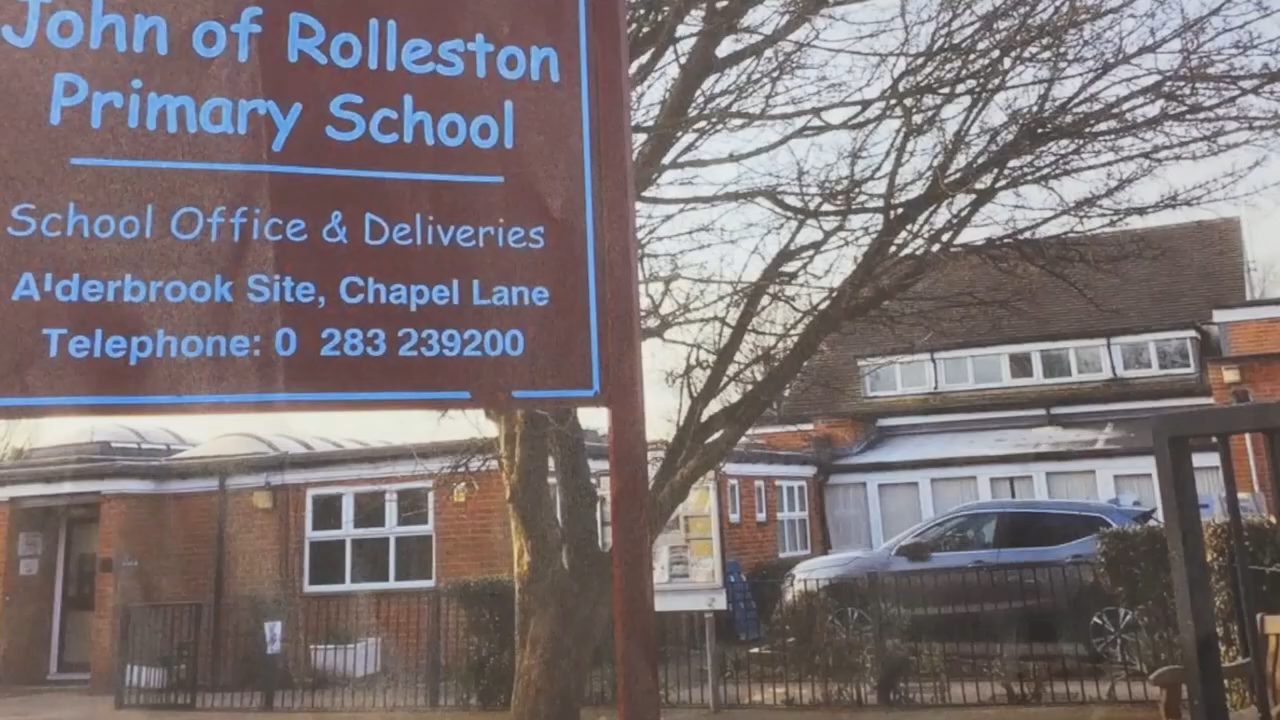 John of Rolleston
Primary School
School Office & Deliveries
A'derbrook Site, Chapel Lane
Telephone: 0 283 239200